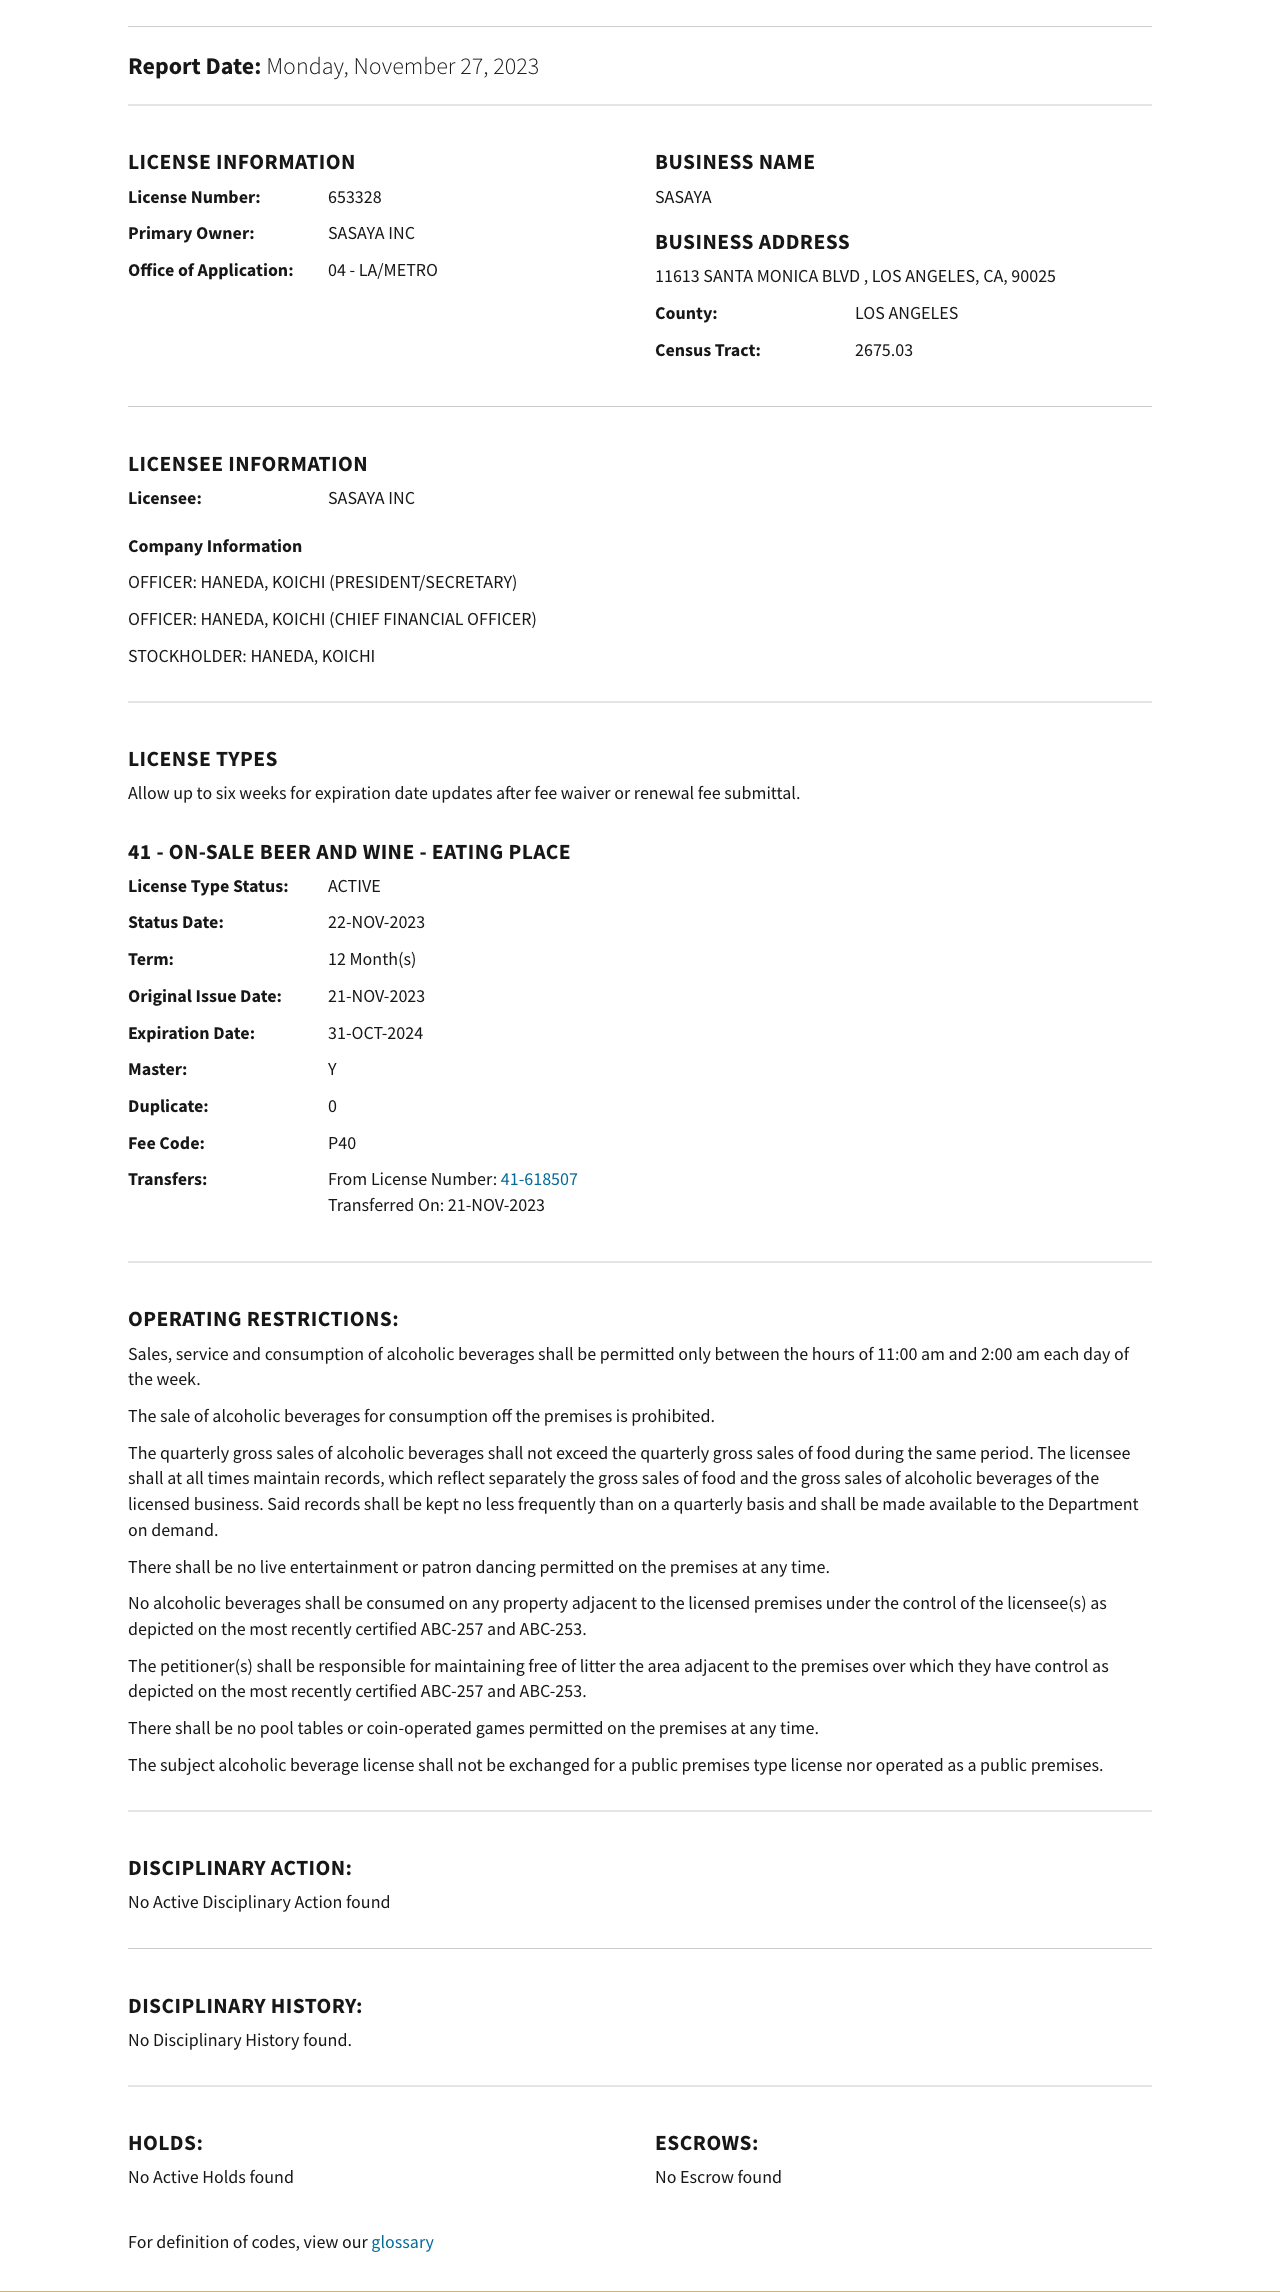 Report Date: Monday, November 27, 2023
LICENSE INFORMATION
License Number: 653328
Primary Owner: SASAYA INC
Office of Application: 04 - LA/METRO
BUSINESS NAME
SASAYA
BUSINESS ADDRESS
11613 SANTA MONICA BLVD , LOS ANGELES, CA, 90025
County: LOS ANGELES
Census Tract: 2675.03
LICENSEE INFORMATION
Licensee: SASAYA INC
Company Information
OFFICER: HANEDA, KOICHI (PRESIDENT/SECRETARY)
OFFICER: HANEDA, KOICHI (CHIEF FINANCIAL OFFICER)
STOCKHOLDER: HANEDA, KOICHI
LICENSE TYPES
Allow up to six weeks for expiration date updates after fee waiver or renewal fee submittal.
41 - ON-SALE BEER AND WINE - EATING PLACE
License Type Status: ACTIVE
Status Date: 22-NOV-2023
Term: 12 Month(s)
Original Issue Date: 21-NOV-2023
Expiration Date: 31-OCT-2024
Master: Y
Duplicate: 0
Fee Code: P40
Transfers: From License Number: 41-618507
Transferred On: 21-NOV-2023
OPERATING RESTRICTIONS:
Sales, service and consumption of alcoholic beverages shall be permitted only between the hours of 11:00 am and 2:00 am each day of
the week.
The sale of alcoholic beverages for consumption off the premises is prohibited.
The quarterly gross sales of alcoholic beverages shall not exceed the quarterly gross sales of food during the same period. The licensee
shall at all times maintain records, which reflect separately the gross sales of food and the gross sales of alcoholic beverages of the
licensed business. Said records shall be kept no less frequently than on a quarterly basis and shall be made available to the Department
on demand.
There shall be no live entertainment or patron dancing permitted on the premises at any time.
No alcoholic beverages shall be consumed on any property adjacent to the licensed premises under the control of the licensee(s) as
depicted on the most recently certified ABC-257 and ABC-253.
The petitioner(s) shall be responsible for maintaining free of litter the area adjacent to the premises over which they have control as
depicted on the most recently certified ABC-257 and ABC-253.
There shall be no pool tables or coin-operated games permitted on the premises at any time.
The subject alcoholic beverage license shall not be exchanged for a public premises type license nor operated as a public premises.
DISCIPLINARY ACTION:
No Active Disciplinary Action found
DISCIPLINARY HISTORY:
No Disciplinary History found.
HOLDS:
No Active Holds found
ESCROWS:
No Escrow found
For definition of codes, view our glossary